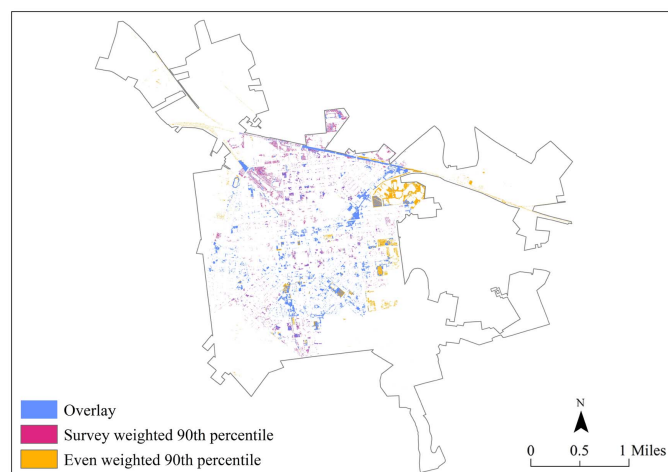 Overlay
Survey weighted 90th percentile
Even weighted 90th percentile
N
0 0.5 1 Miles